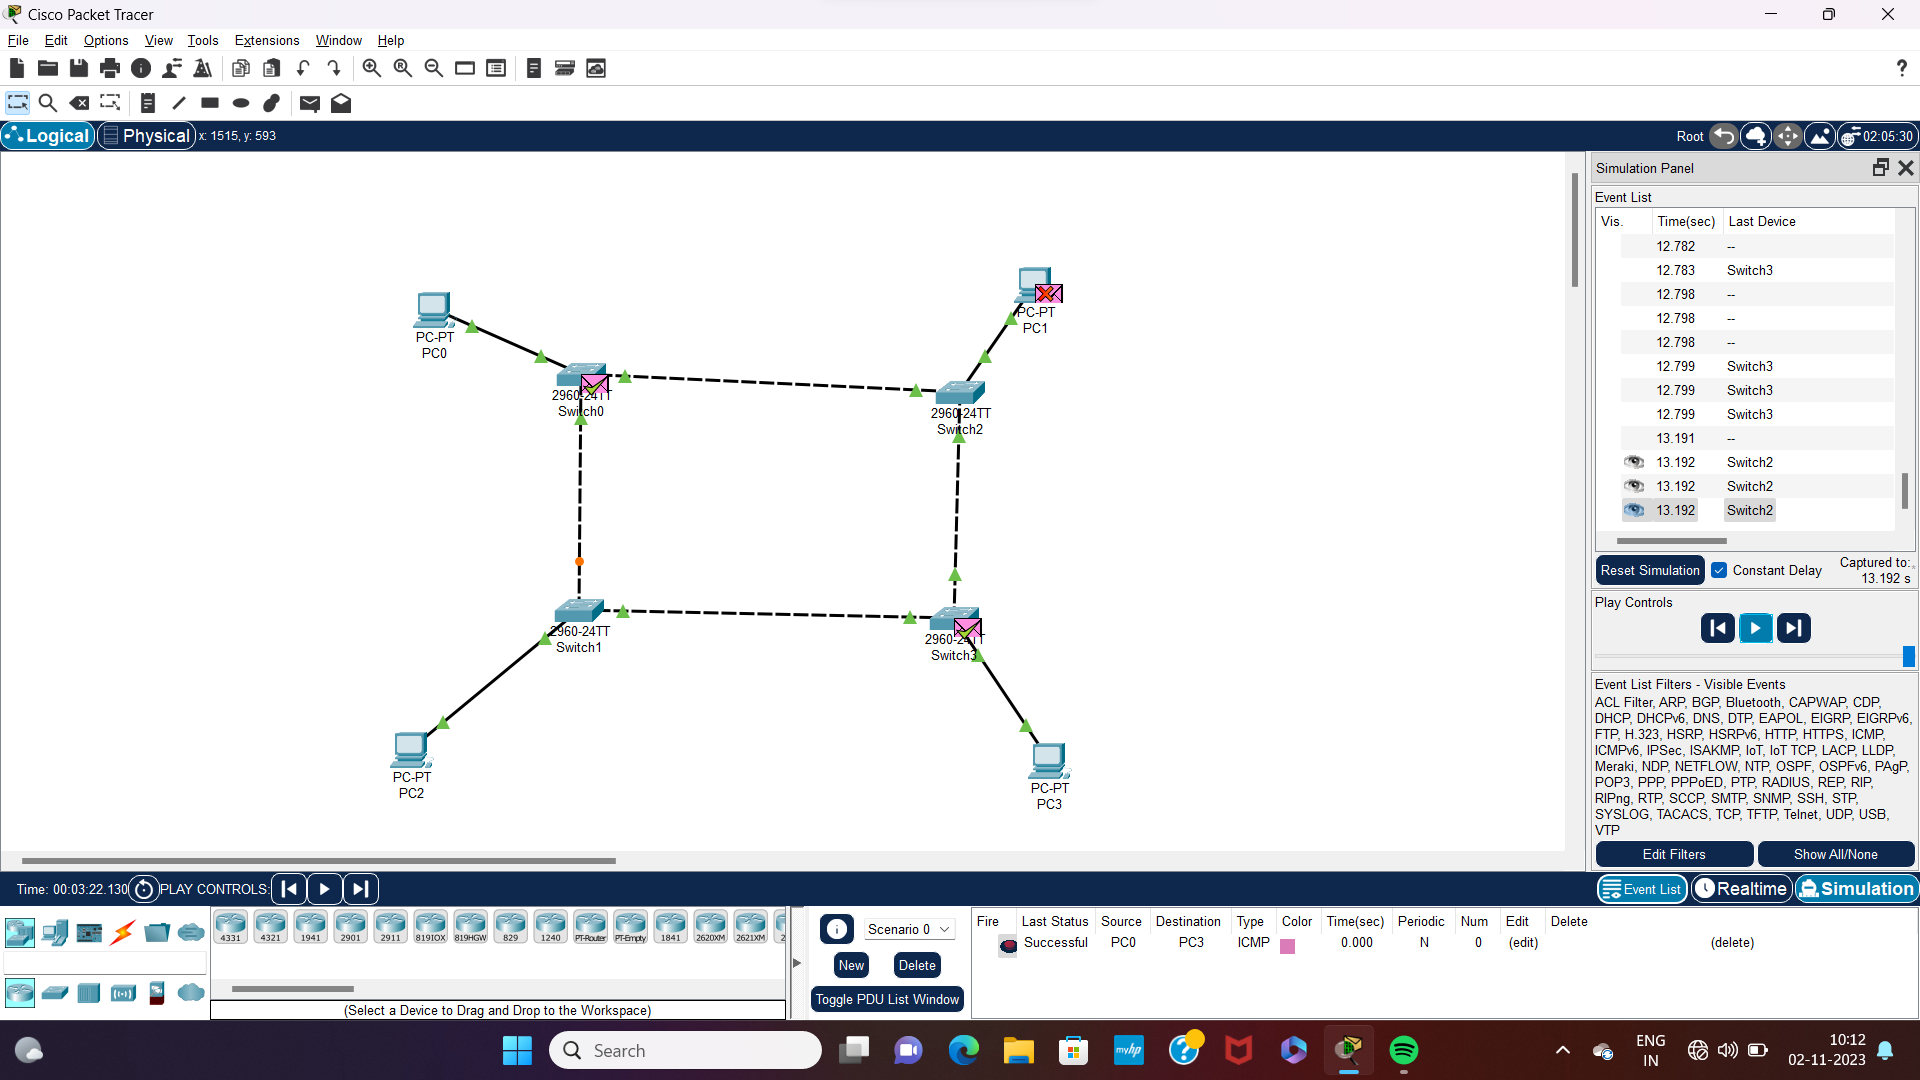 Cisco Packet Tracer
File Edit Options View Tools Extensions Window Help
?
Logical Physical x: 1515, y: 593 Root 02:05:30
Simulation Panel
Event List
Vis. Time(sec) Last Device
12.782 --
12.783 Switch3
12.798 --
12.798 --
12.798 --
12.799 Switch3
12.799 Switch3
12.799 Switch3
13.191 --
13.192 Switch2
13.192 Switch2
13.192 Switch2
Reset Simulation Constant Delay Captured to:
13.192 s
Play Controls
Event List Filters - Visible Events
ACL Filter, ARP, BGP, Bluetooth, CAPWAP, CDP,
DHCP, DHCPv6, DNS, DTP, EAPOL, EIGRP, EIGRPv6,
FTP, H.323, HSRP, HSRPv6, HTTP, HTTPS, ICMP,
ICMPv6, IPSec, ISAKMP, IoT, IoT TCP, LACP, LLDP,
Meraki, NDP, NETFLOW, NTP, OSPF, OSPFv6, PAgP,
POP3, PPP, PPPoED, PTP, RADIUS, REP, RIP,
RIPng, RTP, SCCP, SMTP, SNMP, SSH, STP,
SYSLOG, TACACS, TCP, TFTP, Telnet, UDP, USB,
VTP
Edit Filters Show All/None
PC-PT
PC0
PC-PT
PC1
2960-24TT
Switch0
2960-24TT
Switch2
2960-24TT
Switch1
2960-24TT
Switch3
PC-PT
PC2
PC-PT
PC3
Time: 00:03:22.130 PLAY CONTROLS: Event List Realtime Simulation
4331 4321 1941 2901 2911 819IOX 819HGW 829 1240 PT-Router PT-Empty 1841 2620XM 2621XM
(Select a Device to Drag and Drop to the Workspace)
Scenario 0
New Delete
Toggle PDU List Window
Fire Last Status Source Destination Type Color Time(sec) Periodic Num Edit Delete
Successful PC0 PC3 ICMP 0.000 N 0 (edit) (delete)
Search
myhp
ENG
IN
10:12
02-11-2023